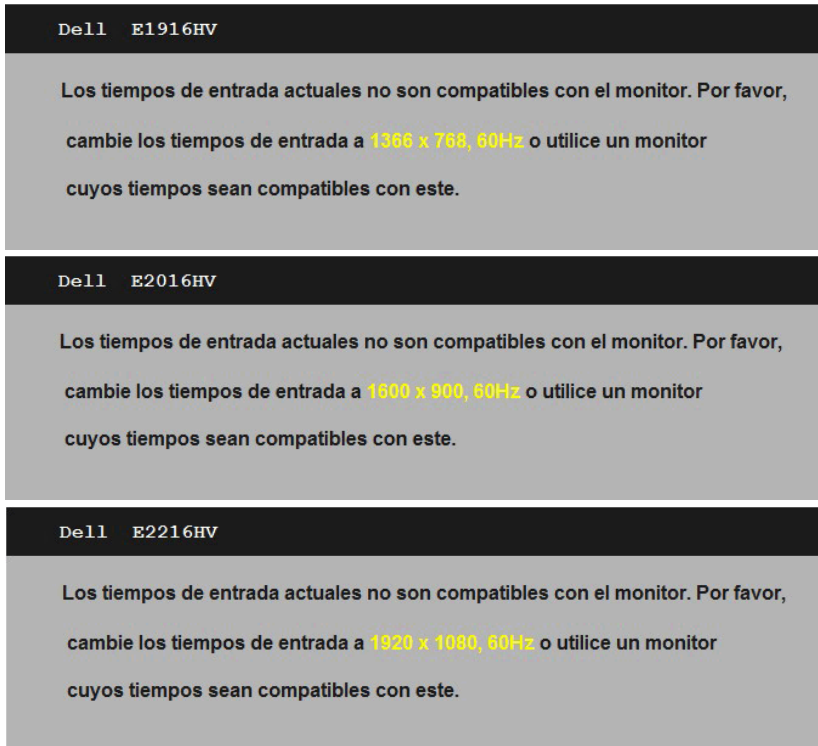 Dell E1916HV
Los tiempos de entrada actuales no son compatibles con el monitor. Por favor,
cambie los tiempos de entrada a 1366 x 768, 60Hz o utilice un monitor
cuyos tiempos sean compatibles con este.
Dell E2016HV
Los tiempos de entrada actuales no son compatibles con el monitor. Por favor,
cambie los tiempos de entrada a 1600 x 900, 60Hz o utilice un monitor
cuyos tiempos sean compatibles con este.
Dell E2216HV
Los tiempos de entrada actuales no son compatibles con el monitor. Por favor,
cambie los tiempos de entrada a 1920 x 1080, 60Hz o utilice un monitor
cuyos tiempos sean compatibles con este.